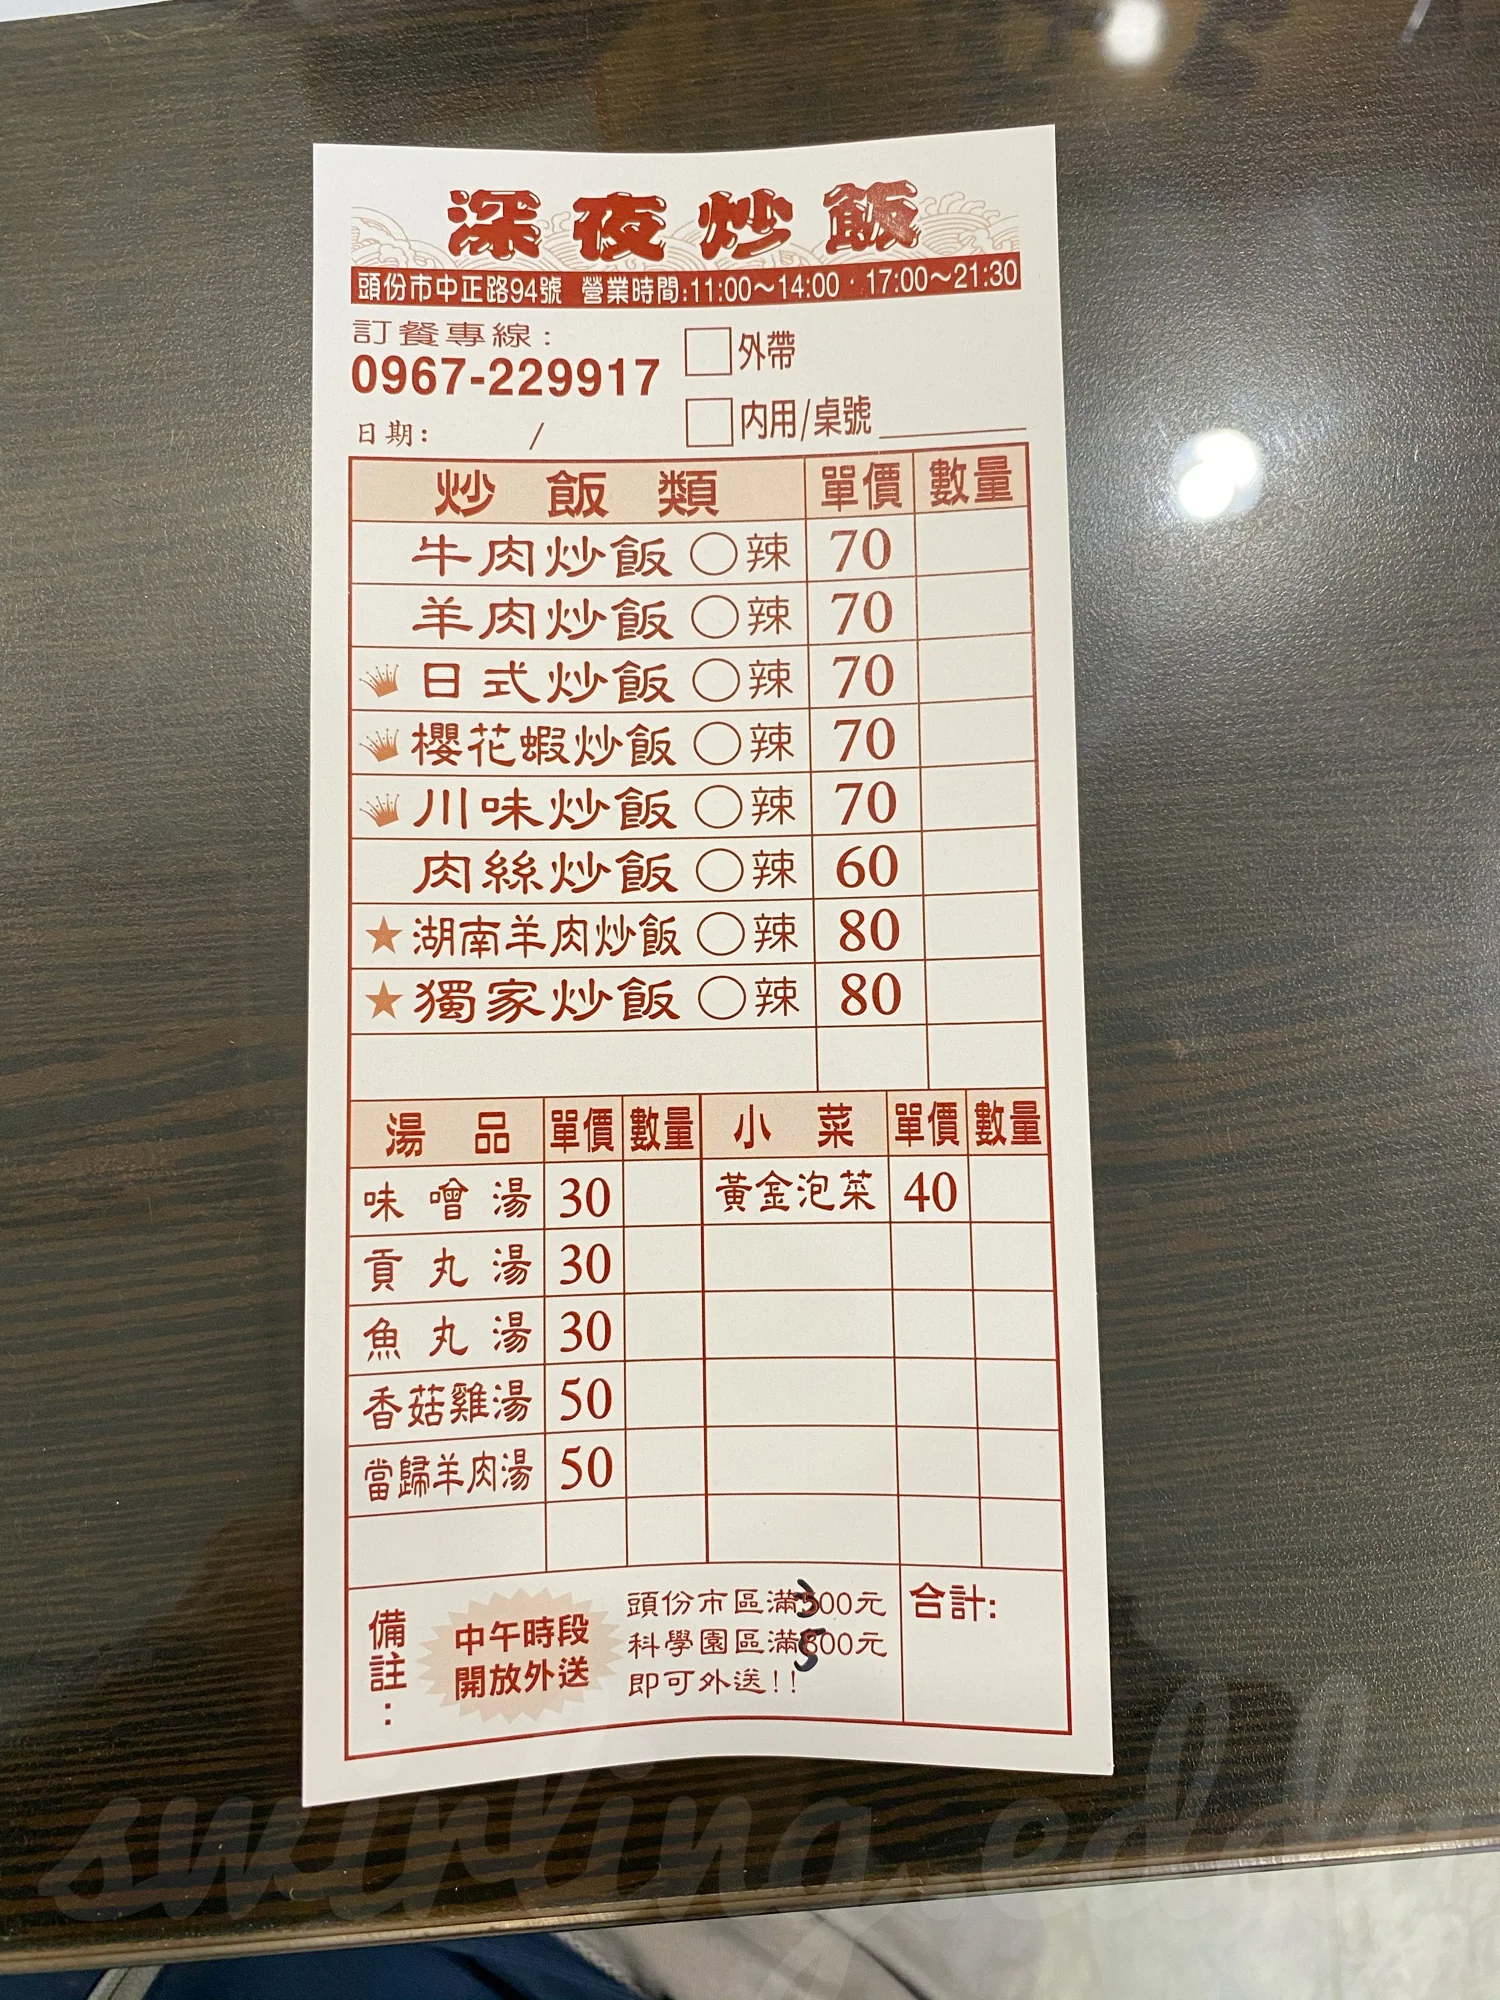 深夜炒飯
頭份市中正路94號 營業時間:11:00～14:00・17:00～21:30
訂餐專線:
0967-229917
外帶
日期: /
內用/桌號
炒飯類 單價 數量
牛肉炒飯 辣 70
羊肉炒飯 辣 70
日式炒飯 辣 70
櫻花蝦炒飯 辣 70
川味炒飯 辣 70
肉絲炒飯 辣 60
★湖南羊肉炒飯 辣 80
★獨家炒飯 辣 80
湯品 單價 數量 小菜 單價 數量
味噌湯 30 黃金泡菜 40
貢丸湯 30
魚丸湯 30
香菇雞湯 50
當歸羊肉湯 50
備註:
中午時段
開放外送
頭份市區滿300元
科學園區滿500元
即可外送!!
合計:
swirling.eddy